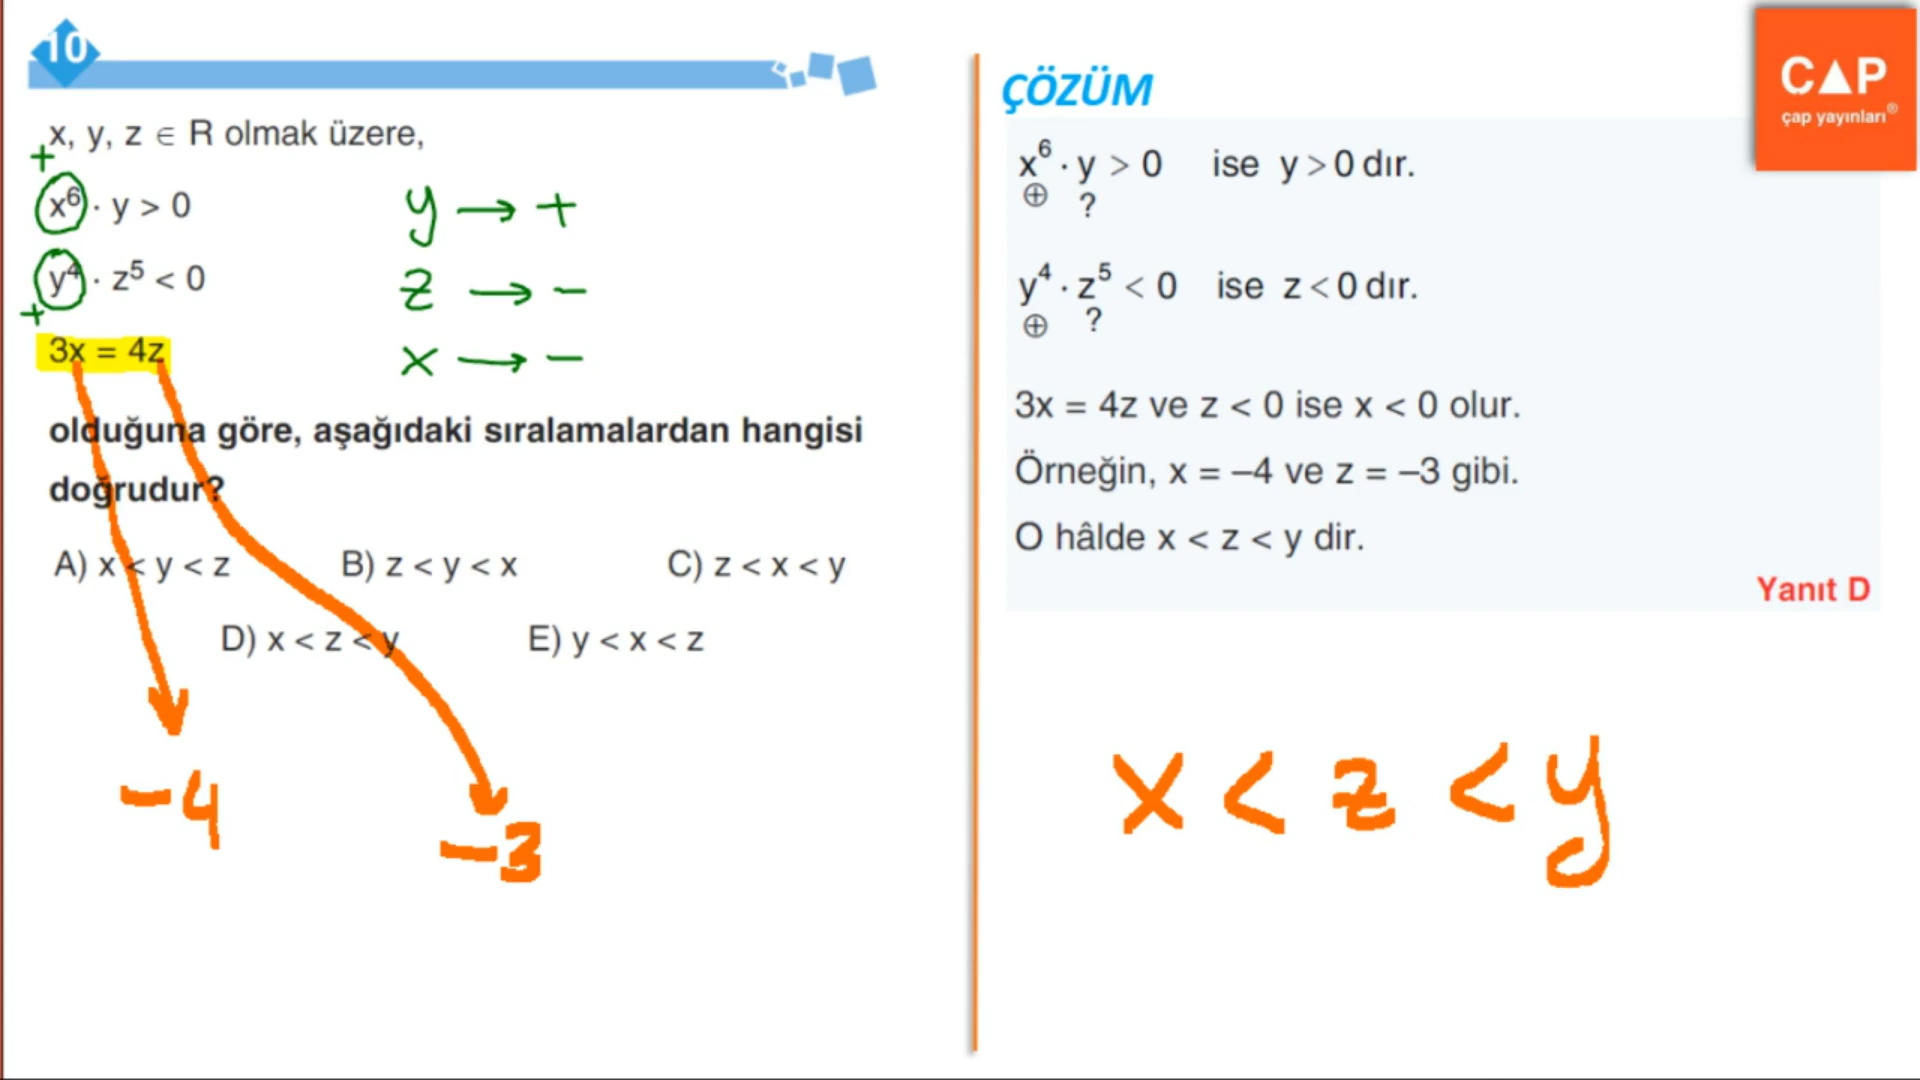 10
x, y, z ∈ R olmak üzere,
+
x⁶ · y > 0
y → +
y⁴ · z⁵ < 0
+
z → −
3x = 4z
x → −
olduğuna göre, aşağıdaki sıralamalardan hangisi
doğrudur?
A) x < y < z B) z < y < x C) z < x < y
D) x < z < y E) y < x < z
−4
−3
ÇÖZÜM
x⁶ · y > 0 ise y > 0 dır.
⊕ ?
y⁴ · z⁵ < 0 ise z < 0 dır.
⊕ ?
3x = 4z ve z < 0 ise x < 0 olur.
Örneğin, x = –4 ve z = –3 gibi.
O hâlde x < z < y dir.
Yanıt D
x < z < y
ÇAP
çap yayınları®